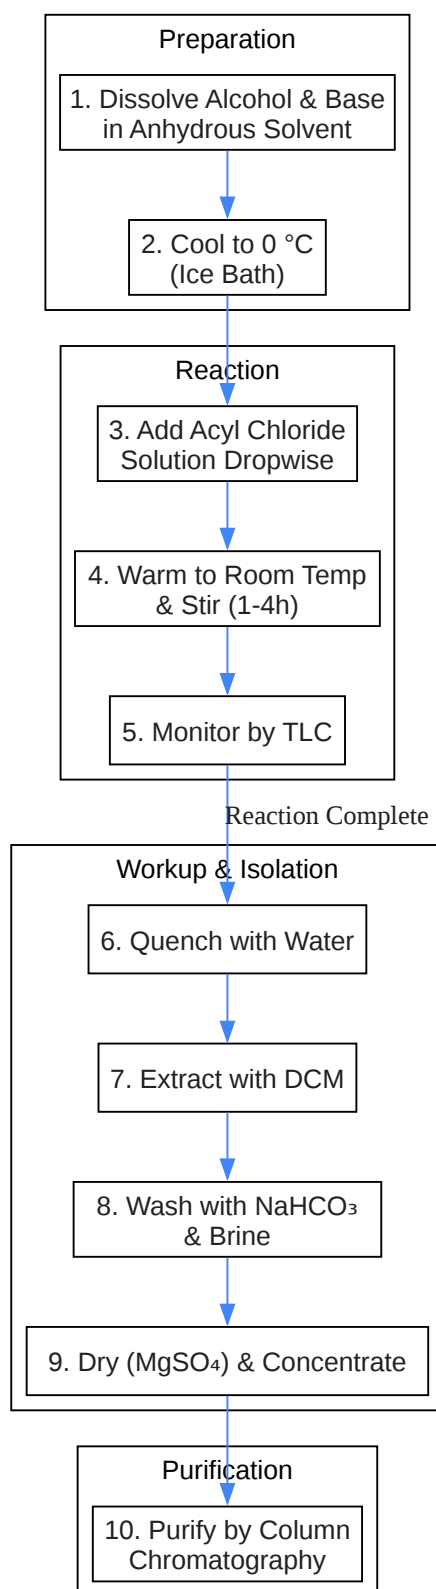 Preparation
1. Dissolve Alcohol & Base
in Anhydrous Solvent
2. Cool to 0 °C
(Ice Bath)
Reaction
3. Add Acyl Chloride
Solution Dropwise
4. Warm to Room Temp
& Stir (1-4h)
5. Monitor by TLC
Reaction Complete
Workup & Isolation
6. Quench with Water
7. Extract with DCM
8. Wash with NaHCO₃
& Brine
9. Dry (MgSO₄) & Concentrate
Purification
10. Purify by Column
Chromatography